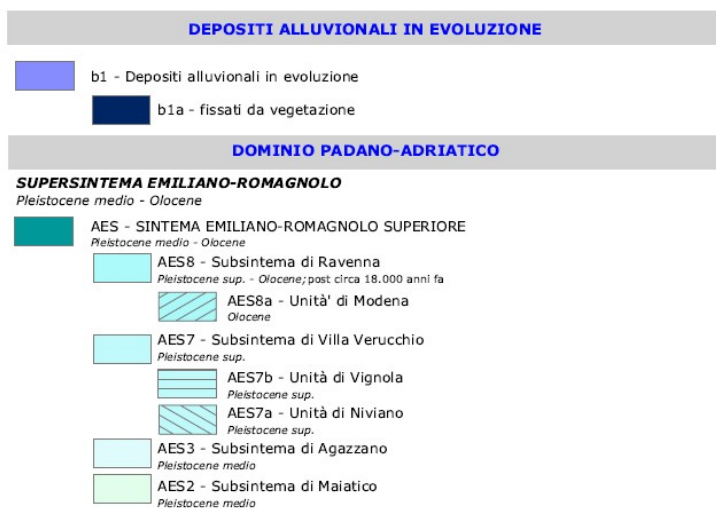 DEPOSITI ALLUVIONALI IN EVOLUZIONE
b1 - Depositi alluvionali in evoluzione
b1a - fissati da vegetazione
DOMINIO PADANO-ADRIATICO
SUPERSINTEMA EMILIANO-ROMAGNOLO
Pleistocene medio - Olocene
AES - SINTEMA EMILIANO-ROMAGNOLO SUPERIORE
Pleistocene medio - Olocene
AES8 - Subsintema di Ravenna
Pleistocene sup. - Olocene; post circa 18.000 anni fa
AES8a - Unità' di Modena
Olocene
AES7 - Subsintema di Villa Verucchio
Pleistocene sup.
AES7b - Unità di Vignola
Pleistocene sup.
AES7a - Unità di Niviano
Pleistocene sup.
AES3 - Subsintema di Agazzano
Pleistocene medio
AES2 - Subsintema di Maiatico
Pleistocene medio